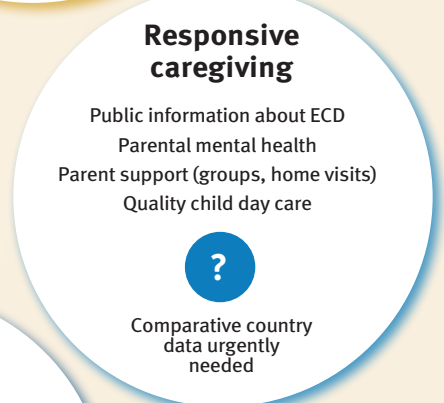 Responsive
caregiving
Public information about ECD
Parental mental health
Parent support (groups, home visits)
Quality child day care
?
Comparative country
data urgently
needed